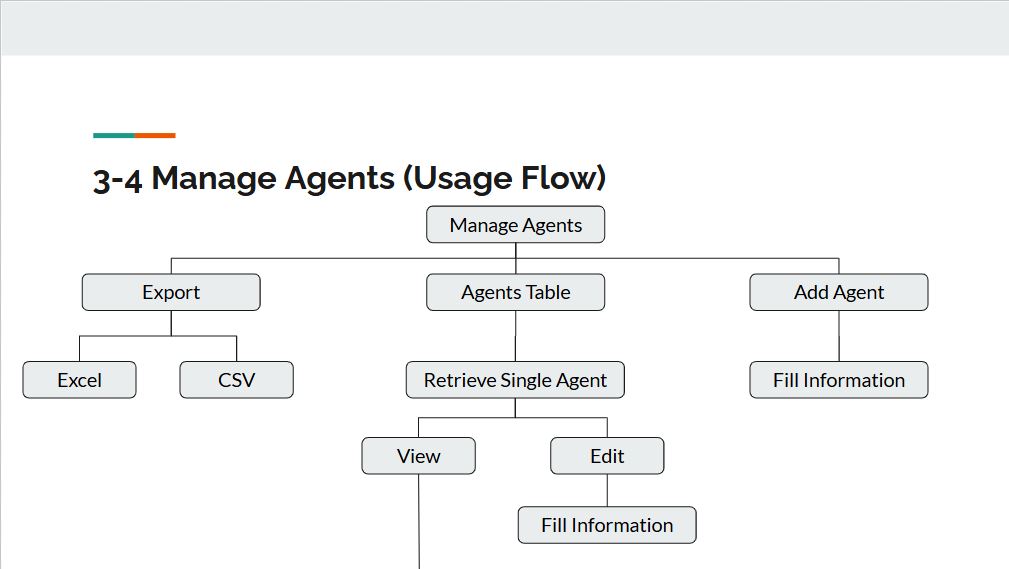 3-4 Manage Agents (Usage Flow)
Manage Agents
Export
Agents Table
Add Agent
Excel
CSV
Retrieve Single Agent
Fill Information
View
Edit
Fill Information